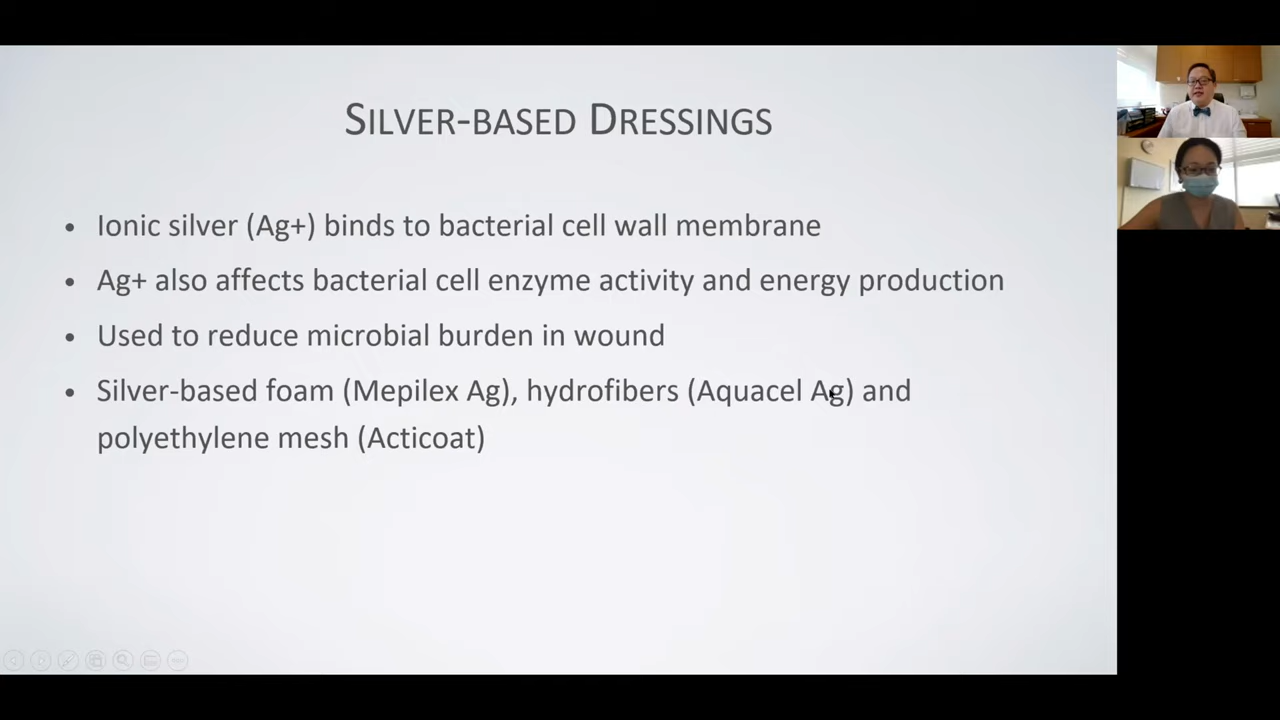 SILVER-BASED DRESSINGS
• Ionic silver (Ag+) binds to bacterial cell wall membrane
• Ag+ also affects bacterial cell enzyme activity and energy production
• Used to reduce microbial burden in wound
• Silver-based foam (Mepilex Ag), hydrofibers (Aquacel Ag) and
polyethylene mesh (Acticoat)